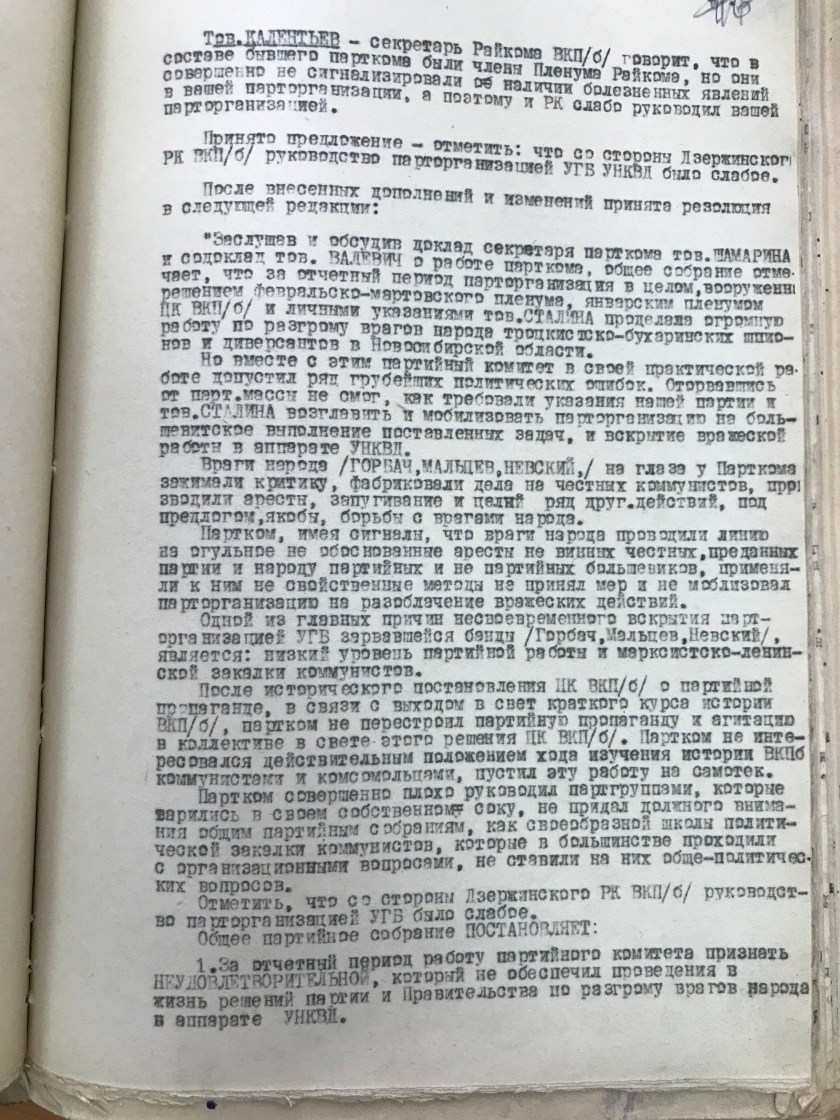 Тов.КАЛЕНТЬЕВ – секретарь Райкома ВКП/б/ говорит, что в
составе бывшего парткома были члены Пленума Райкома, но они
совершенно не сигнализировали об наличии болезненных явлений
в вашей парторганизации, а поэтому и РК слабо руководил вашей
парторганизацией.
Принято предложение – отметить: что со стороны Дзержинског
РК ВКП/б/ руководство парторганизацией УГБ УНКВД было слабое.
После внесенных дополнений и изменений принята резолюция
в следующей редакции:
"Заслушав и обсудив доклад секретаря парткома тов.ШАМАРИНА
и содоклад тов. ВАЛЕВИЧ о работе парткома, общее собрание отме-
чает, что за отчетный период парторганизация в целом,вооруженн
решением февральско-мартовского пленума, январским пленумом
ЦК ВКП/б/ и личными указаниями тов.СТАЛИНА проделала огромную
работу по разгрому врагов народа троцкистско-бухаринских шпио-
нов и диверсантов в Новосибирской области.
Но вместе с этим партийный комитет в своей практической ра-
боте допустил ряд грубейших политических ошибок. Оторвавшись
от парт.массы не смог, как требовали указания нашей партии и
тов.СТАЛИНА возглавить и мобилизовать парторганизацию на боль-
шевитское выполнение поставленных задач, и вскрытие вражеской
работы в аппарате УНКВД.
Враги народа /ГОРБАЧ,МАЛЬЦЕВ,НЕВСКИЙ,/ на глаза у Парткома
зажимали критику, фабриковали дела на честных коммунистов, прои
зводили аресты, запугивание и целый ряд друг.действий, под
предлогом,якобы, борьбы с врагами народа.
Партком, имея сигналы, что враги народа проводили линию
на огульное не обоснованные аресты не винных честных,преданных
партии и народу партийных и не партийных большевиков, применя-
ли к ним не свойственные методы не принял мер и не моблизовал
парторганизацию на разоблачение вражеских действий.
Одной из главных причин несвоевременного вскрытия парт-
организацией УГБ зарвавшейся банды /Горбач,Мальцев,Невский/,
является: низкий уровень партийной работы и марксистско-ленин-
ской закалки коммунистов.
После исторического постановления ЦК ВКП/б/ о партийной
пропаганде, в связи с выходом в свет краткого курса истории
ВКП/б/, партком не перестроил партийную пропаганду и агитацию
в коллективе в свете этого решения ЦК ВКП/б/. Партком не инте-
ресовался действительным положением хода изучения истории ВКПб
коммунистами и комсомольцами, пустил эту работу на самотек.
Партком совершенно плохо руководил партгруппами, которые
варились в своем собственном соку, не придал должного внима-
ния общим партийным собраниям, как своеобразной школы полити-
ческой закалки коммунистов, которые в большинстве проходили
с организационными вопросами, не ставили на них обще-политичес-
ких вопросов.
Отметить, что со стороны Дзержинского РК ВКП/б/ руководст-
во парторганизацией УГБ было слабое.
Общее партийное собрание ПОСТАНОВЛЯЕТ:
1.За отчетный период работу партийного комитета признать
НЕУДОВЛЕТВОРИТЕЛЬНОЙ, который не обеспечил проведения в
жизнь решений партии и Правительства по разгрому врагов народа
в аппарате УНКВД.